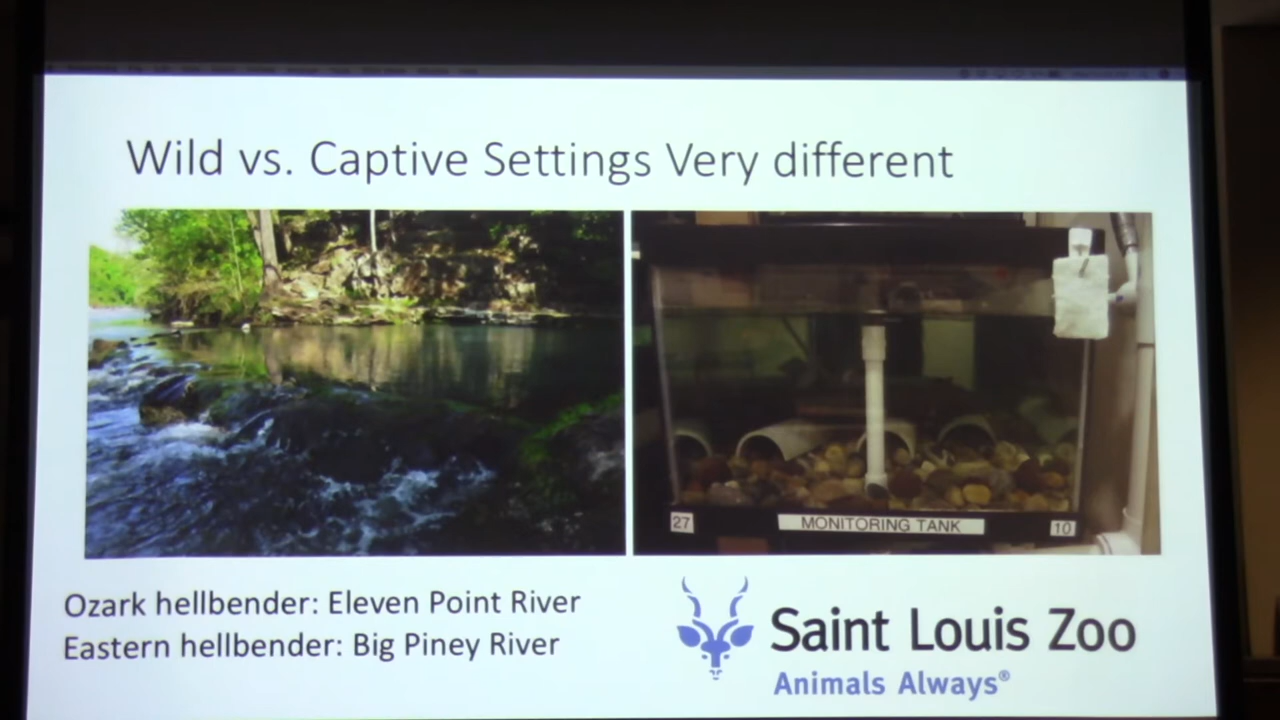 Wild vs. Captive Settings Very different
27
MONITORING TANK
10
Ozark hellbender: Eleven Point River
Eastern hellbender: Big Piney River
Saint Louis Zoo
Animals Always®